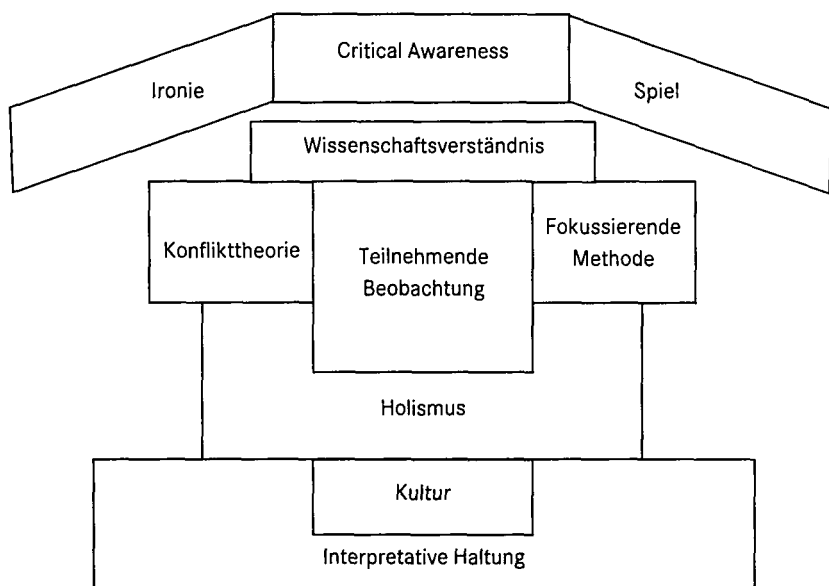 Critical Awareness
Ironie
Spiel
Wissenschaftsverständnis
Konflikttheorie
Teilnehmende
Beobachtung
Fokussierende
Methode
Holismus
Kultur
Interpretative Haltung